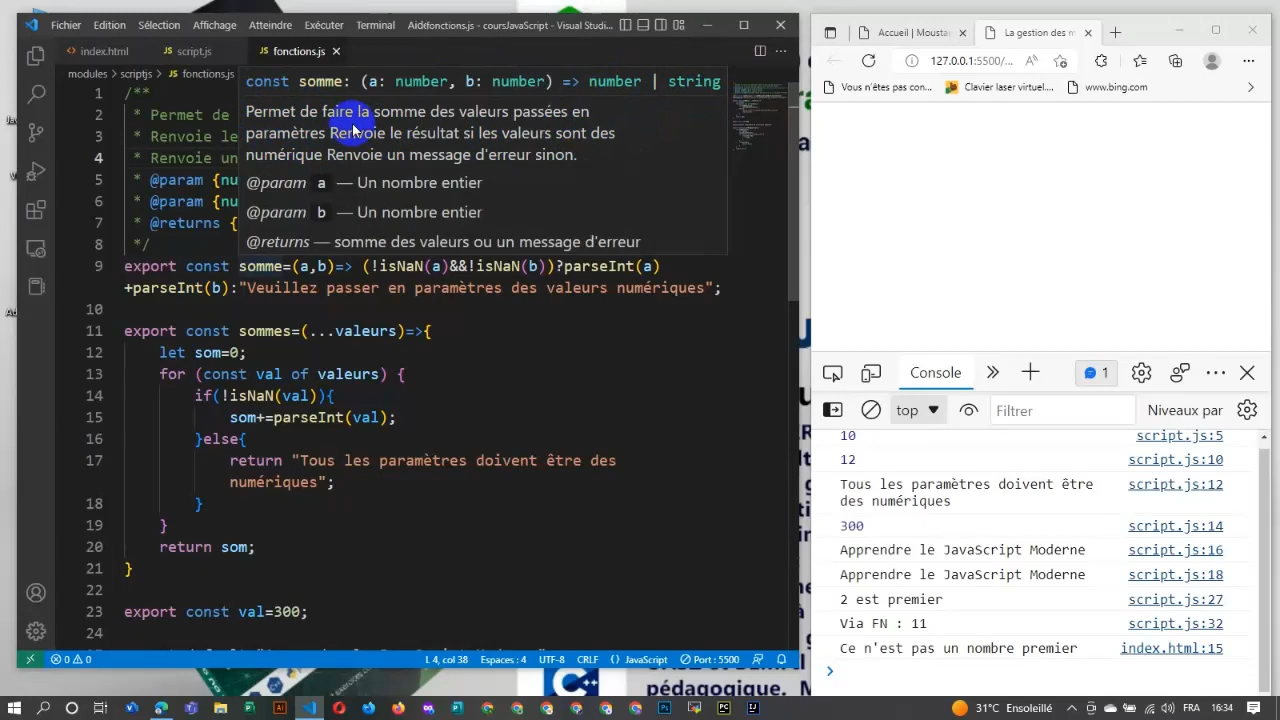 Fichier Edition Sélection Affichage Atteindre Exécuter Terminal Aide
fonctions.js - coursJavaScript - Visual Studi...
index.html
script.js
fonctions.js
modules > scriptjs > fonctions.js
const somme: (a: number, b: number) => number | string
Permet de faire la somme des valeurs passées en
paramètres Renvoie le résultat si les valeurs sont des
numérique Renvoie un message d'erreur sinon.
@param a — Un nombre entier
@param b — Un nombre entier
@returns — somme des valeurs ou un message d'erreur
1 /**
2 * Permet de
3 * Renvoie le
4 * Renvoie un
5 * @param {nu
6 * @param {nu
7 * @returns {
8 */
9 export const somme=(a,b)=> (!isNaN(a)&&!isNaN(b))?parseInt(a)
+parseInt(b):"Veuillez passer en paramètres des valeurs numériques";
10
11 export const sommes=(...valeurs)=>{
12 let som=0;
13 for (const val of valeurs) {
14 if(!isNaN(val)){
15 som+=parseInt(val);
16 }else{
17 return "Tous les paramètres doivent être des
numériques";
18 }
19 }
20 return som;
21 }
22
23 export const val=300;
24
0 0 L 4, col 38 Espaces : 4 UTF-8 CRLF {} JavaScript Port : 5500
Accueil | Mousta
La gestion des m
127.0.0.1:5500/...
Vous n'êtes pas con...
Clavier laser virtuel...
www.bing.com
Console
1
top
Filtrer
Niveaux par
10 script.js:5
12 script.js:10
Tous les paramètres doivent être script.js:12
des numériques
300 script.js:14
Apprendre le JavaScript Moderne script.js:16
Apprendre le JavaScript Moderne script.js:18
2 est premier script.js:27
Via FN : 11 script.js:32
Ce n'est pas un nombre premier index.html:15
pédagogique.
31°C Ensoleillé
FRA
16:34